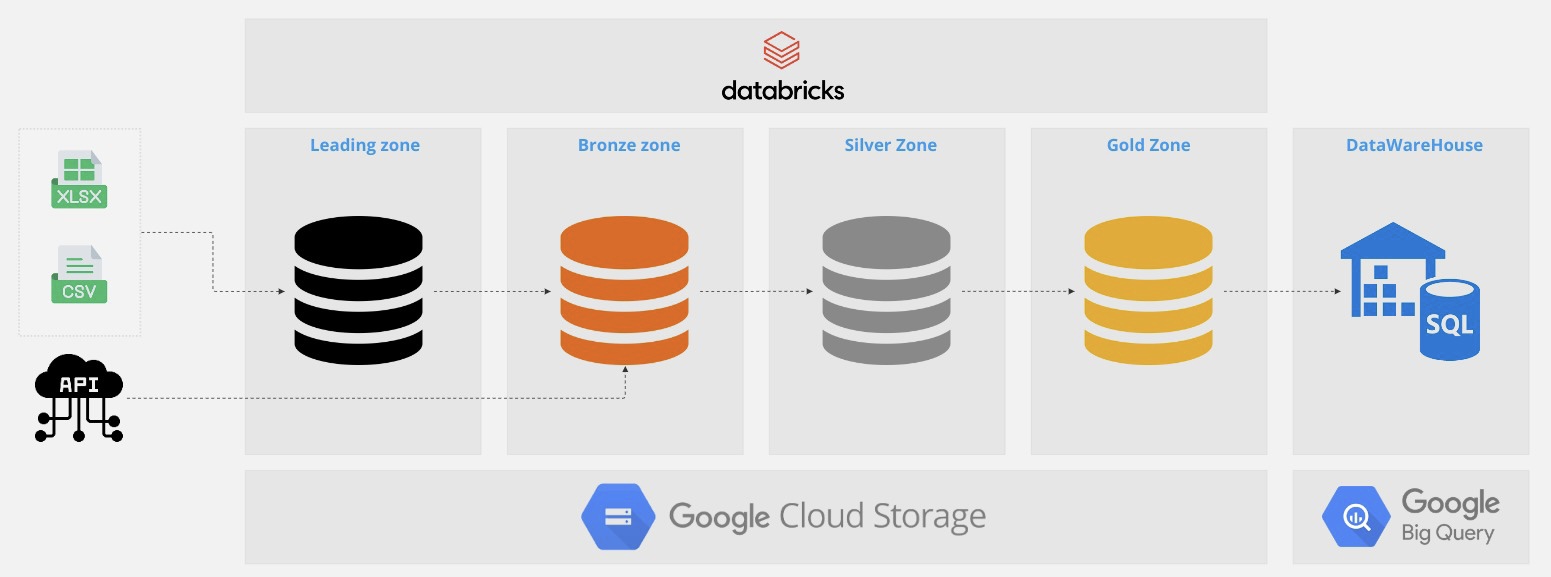 databricks
Leading zone
Bronze zone
Silver Zone
Gold Zone
DataWareHouse
XLSX
CSV
SQL
API
Google Cloud Storage
Google
Big Query